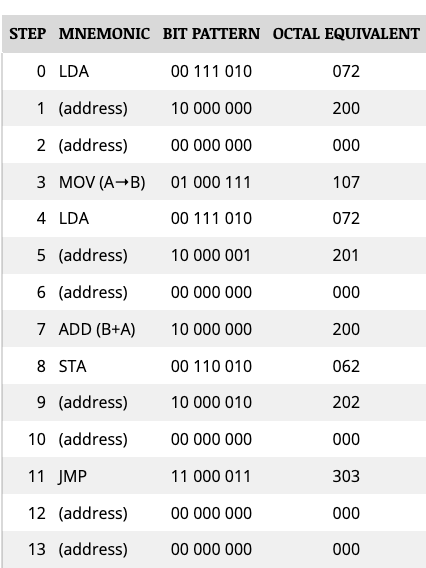 STEP MNEMONIC BIT PATTERN OCTAL EQUIVALENT
0 LDA 00 111 010 072
1 (address) 10 000 000 200
2 (address) 00 000 000 000
3 MOV (A→B) 01 000 111 107
4 LDA 00 111 010 072
5 (address) 10 000 001 201
6 (address) 00 000 000 000
7 ADD (B+A) 10 000 000 200
8 STA 00 110 010 062
9 (address) 10 000 010 202
10 (address) 00 000 000 000
11 JMP 11 000 011 303
12 (address) 00 000 000 000
13 (address) 00 000 000 000